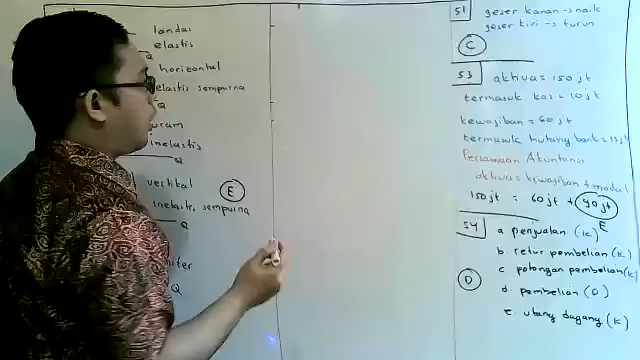 landai
elastis
Q
horizontal
elastis sempurna
Q
curam
inelastis
Q
vertikal
E
inelastis sempurna
Q
Q
51
geser kanan -> naik
geser kiri -> turun
C
53
aktiva = 150 jt
termasuk kas = 10 jt
kewajiban = 60 jt
termasuk hutang bank = 15 jt
Persamaan Akuntansi
aktiva = kewajiban + modal
150 jt = 60 jt + 90 jt
E
54
a penjualan (K)
b. retur pembelian (K)
c potongan pembelian (K)
D
d. pembelian (D)
e. utang dagang (K)